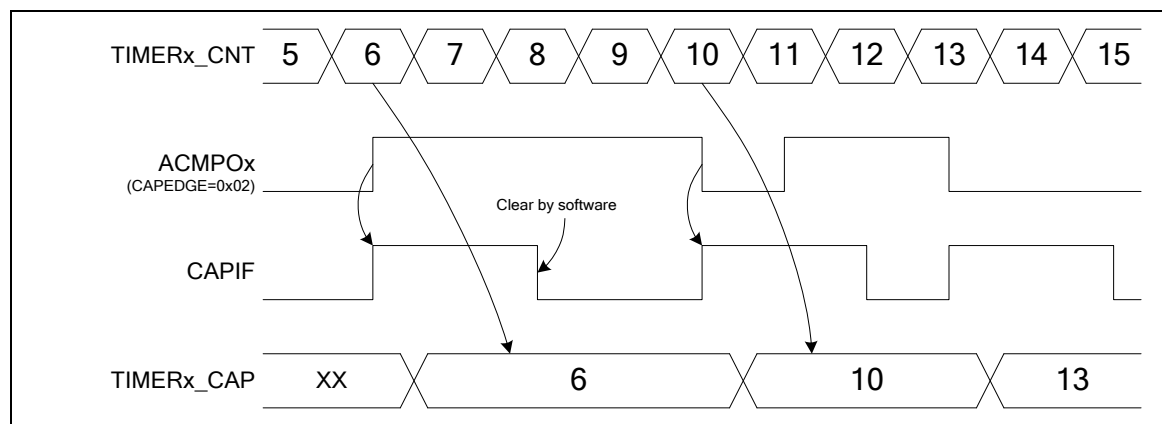 TIMERx_CNT 5 6 7 8 9 10 11 12 13 14 15
ACMPOx
(CAPEDGE=0x02)
Clear by software
CAPIF
TIMERx_CAP XX 6 10 13